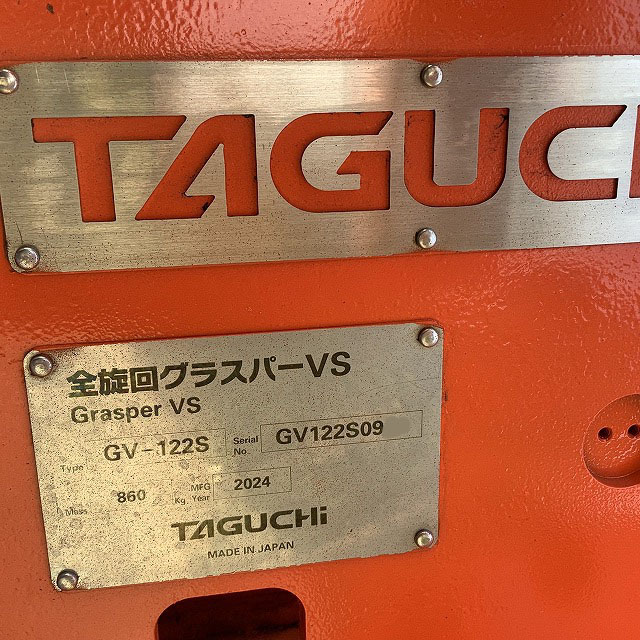 TAGUCHI
全旋回グラスパーVS
Grasper VS
Type GV-122S Serial No. GV122S09
Mass 860 Kg. MFG Year 2024
TAGUCHi
MADE IN JAPAN